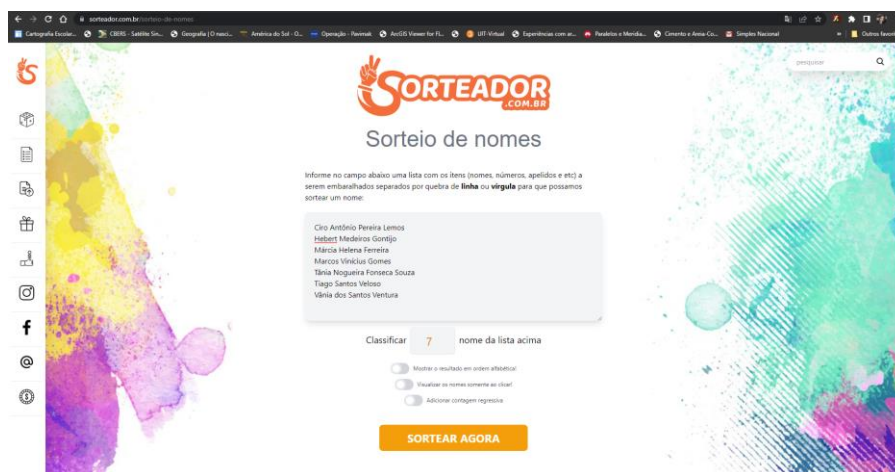 sorteador.com.br/sorteio-de-nomes
Cartografia Escolar...
CBERS - Satélite Sin...
Geografia | O nasci...
América do Sol - O...
Operação - Pavimak
ArcGIS Viewer for Fl...
UIT-Virtual
Experiências com ar...
Paralelos e Meridia...
Cimento e Areia-Co...
Simples Nacional
Outros favori
pesquisar
SORTEADOR
.COM.BR
Sorteio de nomes
Informe no campo abaixo uma lista com os itens (nomes, números, apelidos e etc) a
serem embaralhados separados por quebra de linha ou vírgula para que possamos
sortear um nome:
Ciro Antônio Pereira Lemos
Hebert Medeiros Gontijo
Márcia Helena Ferreira
Marcos Vinícius Gomes
Tânia Nogueira Fonseca Souza
Tiago Santos Veloso
Vânia dos Santos Ventura
Classificar 7 nome da lista acima
Mostrar o resultado em ordem alfabética!
Visualizar os nomes somente ao clicar!
Adicionar contagem regressiva
SORTEAR AGORA